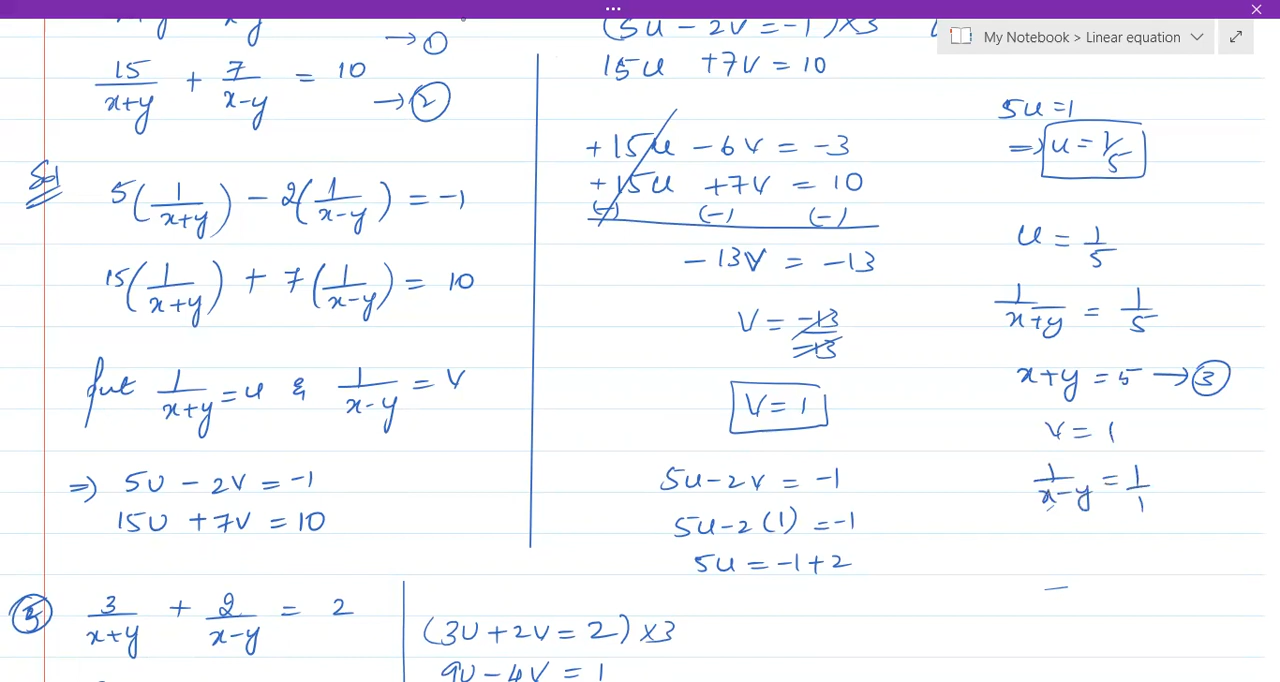 → ①
15/(x+y) + 7/(x-y) = 10
→ ②
Sol
5(1/(x+y)) - 2(1/(x-y)) = -1
15(1/(x+y)) + 7(1/(x-y)) = 10
put 1/(x+y) = u & 1/(x-y) = v
⇒ 5u - 2v = -1
15u + 7v = 10
(5u - 2v = -1) ×3
15u + 7v = 10
+15u - 6v = -3
+15u + 7v = 10
(-) (-) (-)
-13v = -13
v = -13/-13
v = 1
5u - 2v = -1
5u - 2(1) = -1
5u = -1 + 2
My Notebook > Linear equation
5u = 1
⇒ u = 1/5
u = 1/5
1/(x+y) = 1/5
x+y = 5 → ③
v = 1
1/(x-y) = 1/1
3/(x+y) + 2/(x-y) = 2
(3u + 2v = 2) ×3
9u - 4v = 1